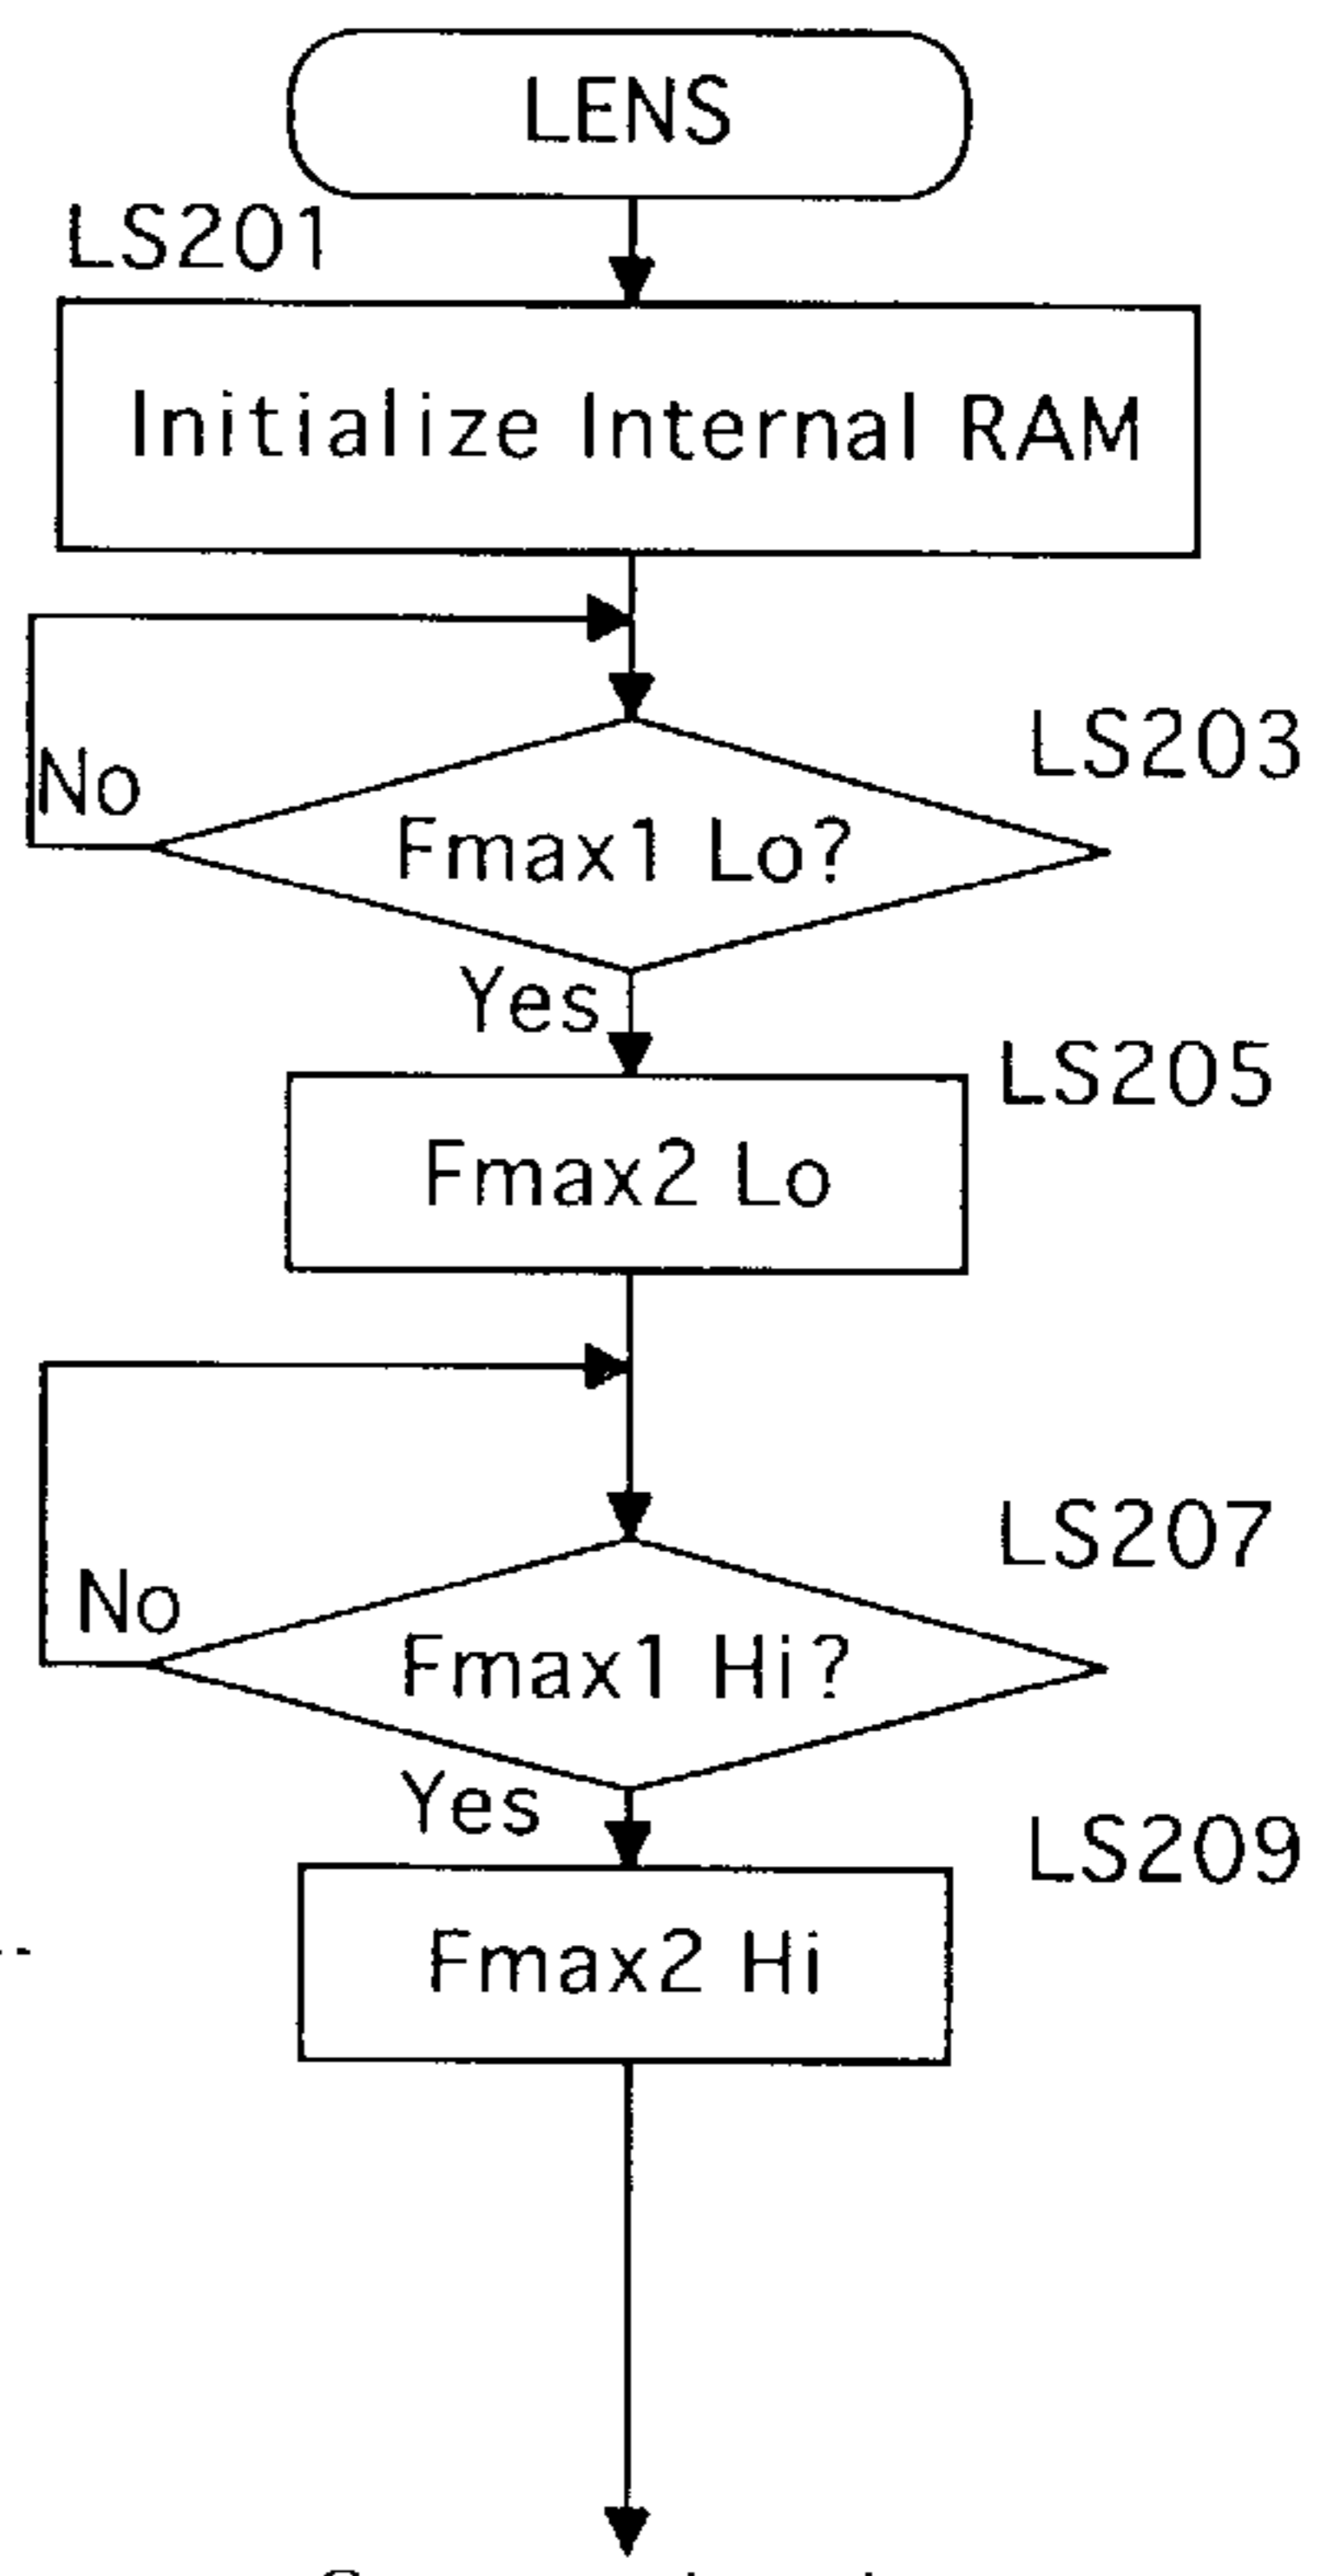 LENS
LS201
Initialize Internal RAM
LS203
No
Fmax1 Lo?
Yes
LS205
Fmax2 Lo
LS207
No
Fmax1 Hi?
Yes
LS209
Fmax2 Hi